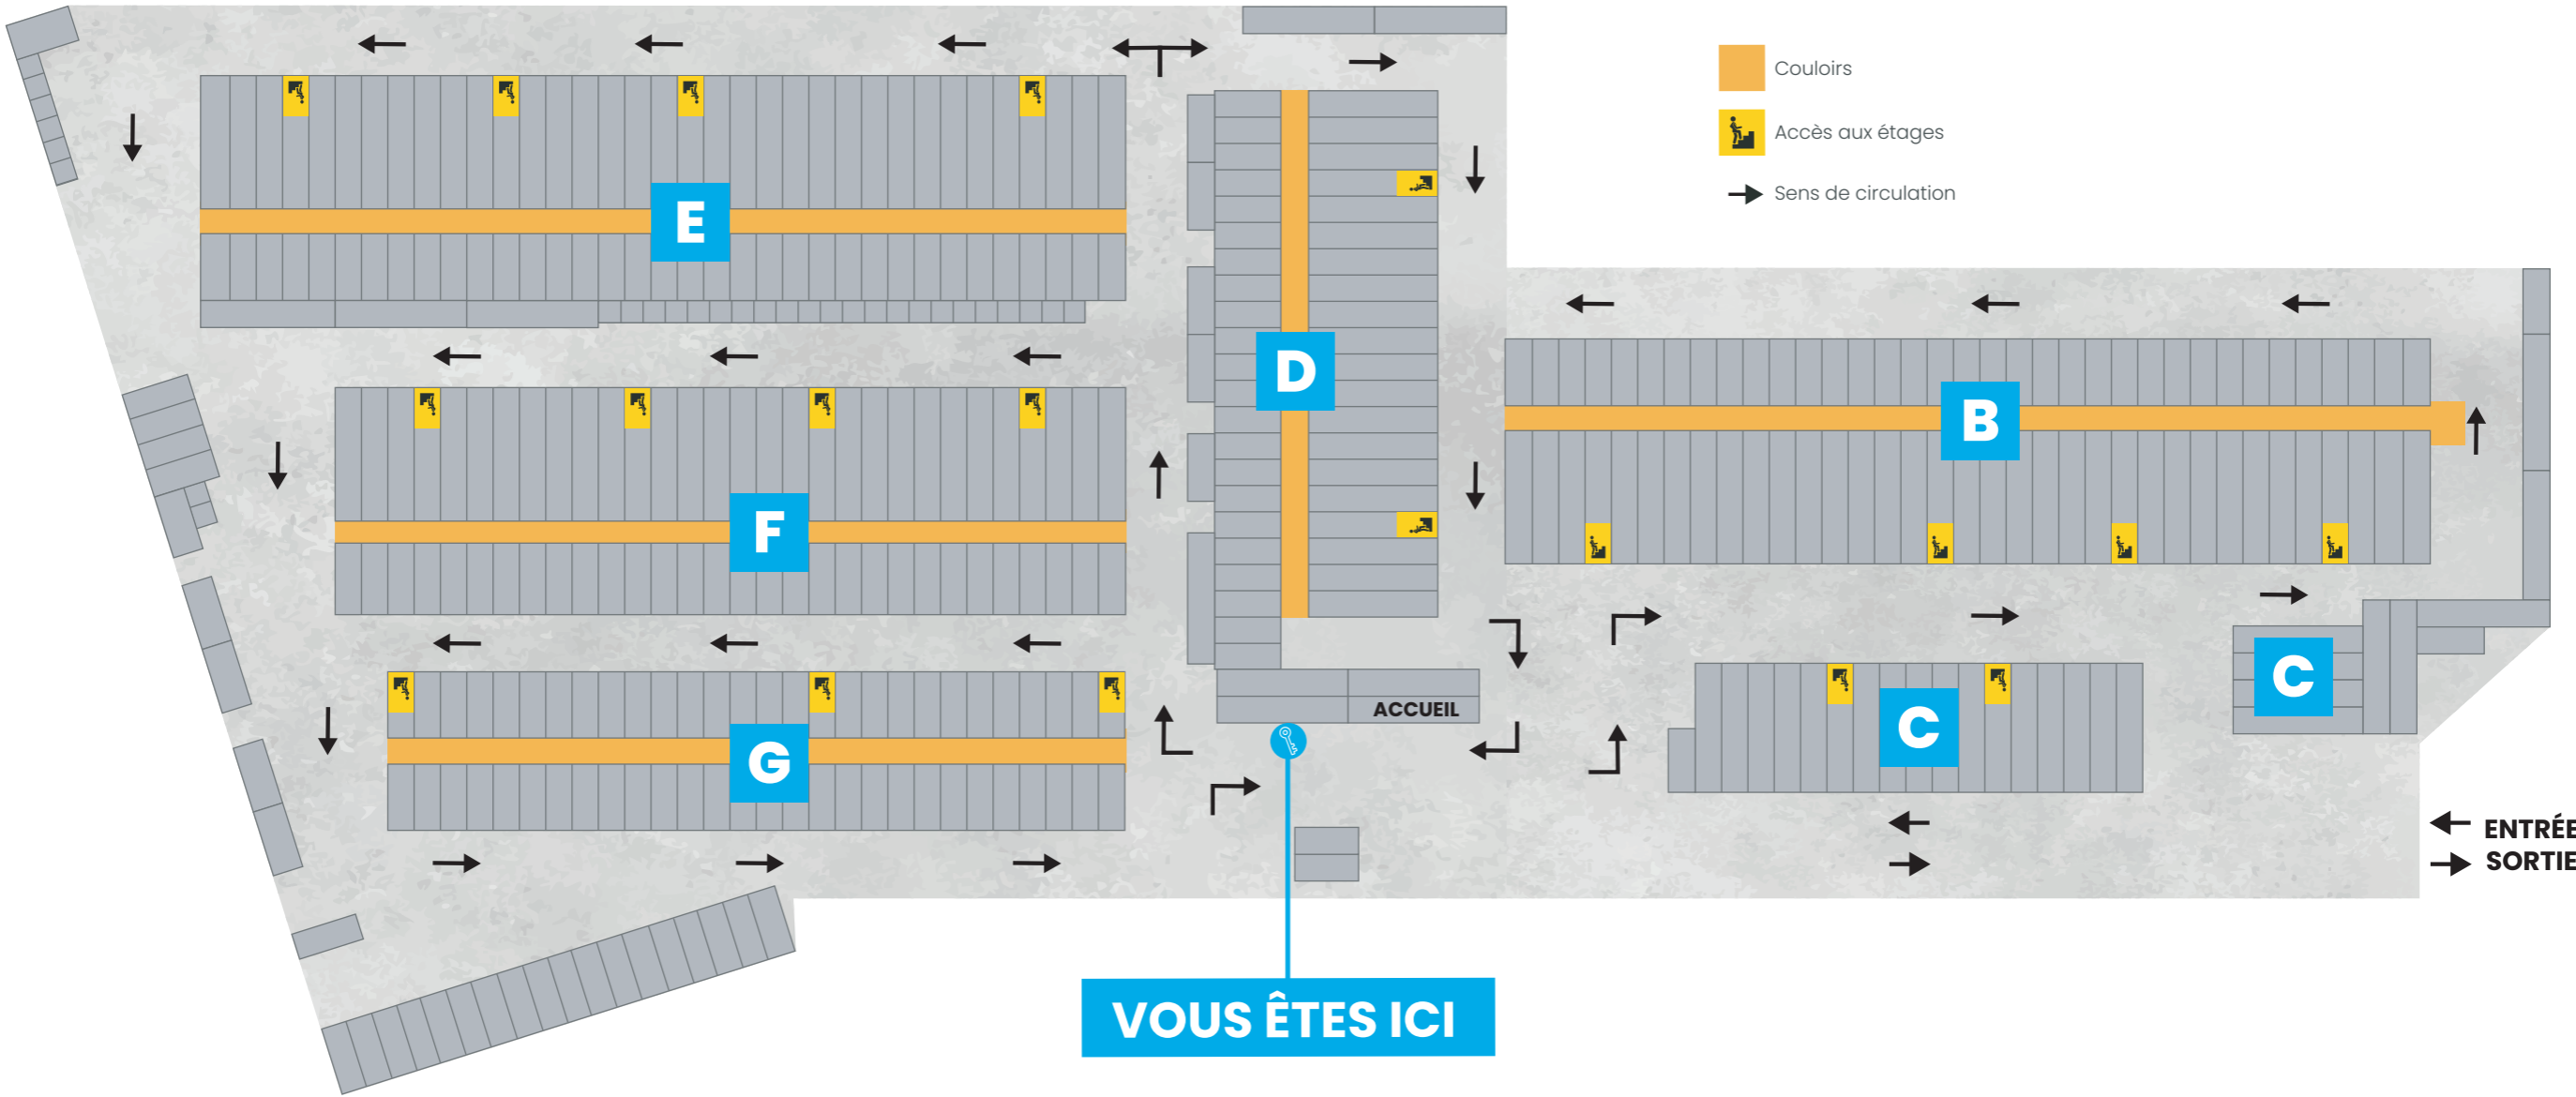 Couloirs
Accès aux étages
Sens de circulation
E
D
B
F
C
C
ACCUEIL
G
ENTRÉE
SORTIE
VOUS ÊTES ICI